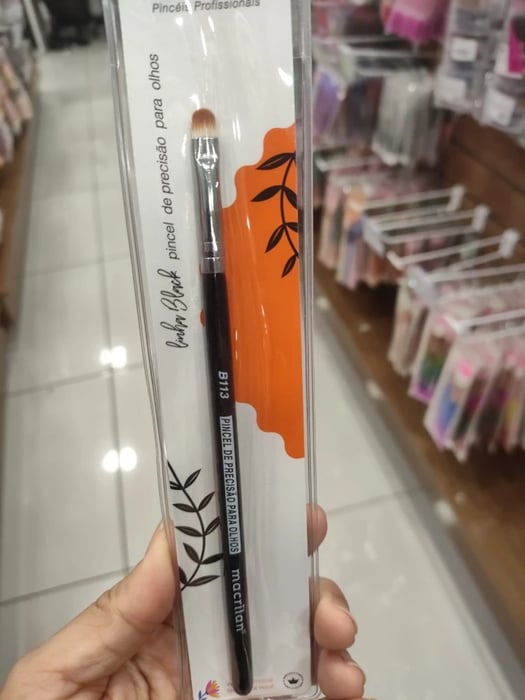 Pincéis Profissionais
linha Black pincel de precisão para olhos
B113
PINCEL DE PRECISÃO PARA OLHOS
macrilan